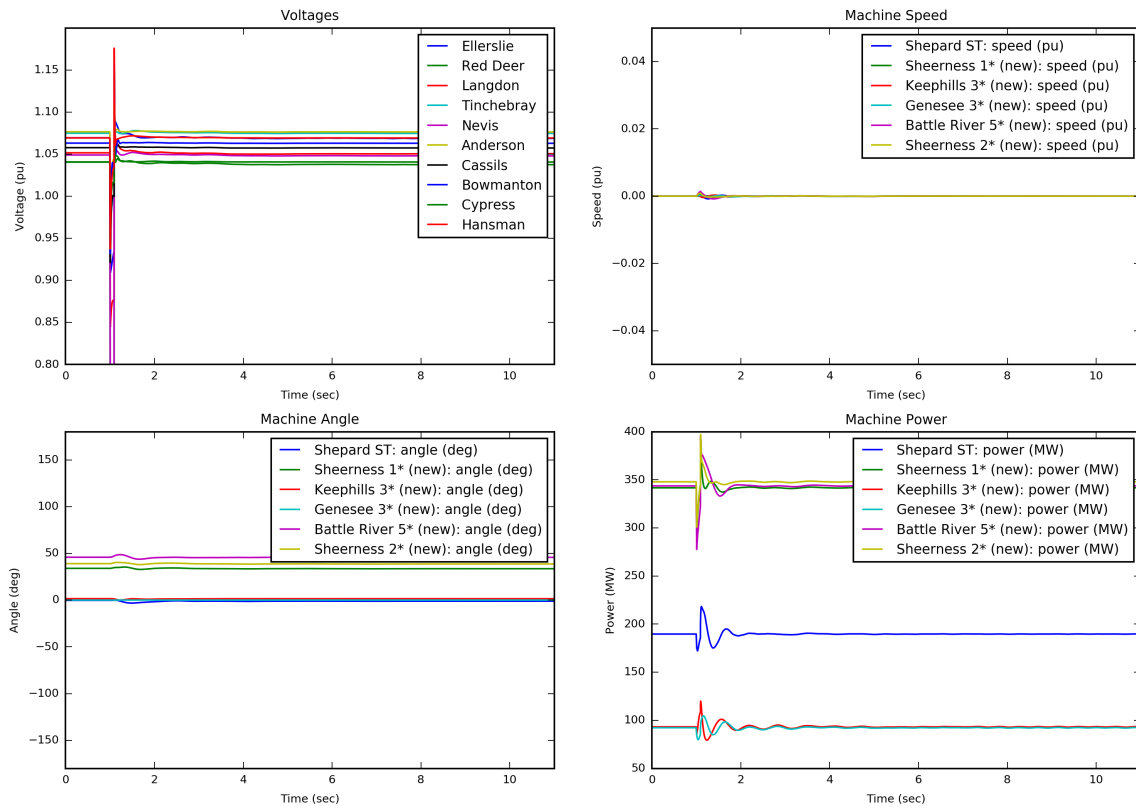 Voltages
Voltage (pu)
1.15
1.10
1.05
1.00
0.95
0.90
0.85
0.80
0 2 4 6 8 10
Time (sec)
Ellerslie
Red Deer
Langdon
Tinchebray
Nevis
Anderson
Cassils
Bowmanton
Cypress
Hansman
Machine Speed
Speed (pu)
0.04
0.02
0.00
−0.02
−0.04
0 2 4 6 8 10
Time (sec)
Shepard ST: speed (pu)
Sheerness 1* (new): speed (pu)
Keephills 3* (new): speed (pu)
Genesee 3* (new): speed (pu)
Battle River 5* (new): speed (pu)
Sheerness 2* (new): speed (pu)
Machine Angle
Angle (deg)
150
100
50
0
−50
−100
−150
0 2 4 6 8 10
Time (sec)
Shepard ST: angle (deg)
Sheerness 1* (new): angle (deg)
Keephills 3* (new): angle (deg)
Genesee 3* (new): angle (deg)
Battle River 5* (new): angle (deg)
Sheerness 2* (new): angle (deg)
Machine Power
Power (MW)
400
350
300
250
200
150
100
50
0 2 4 6 8 10
Time (sec)
Shepard ST: power (MW)
Sheerness 1* (new): power (MW)
Keephills 3* (new): power (MW)
Genesee 3* (new): power (MW)
Battle River 5* (new): power (MW)
Sheerness 2* (new): power (MW)